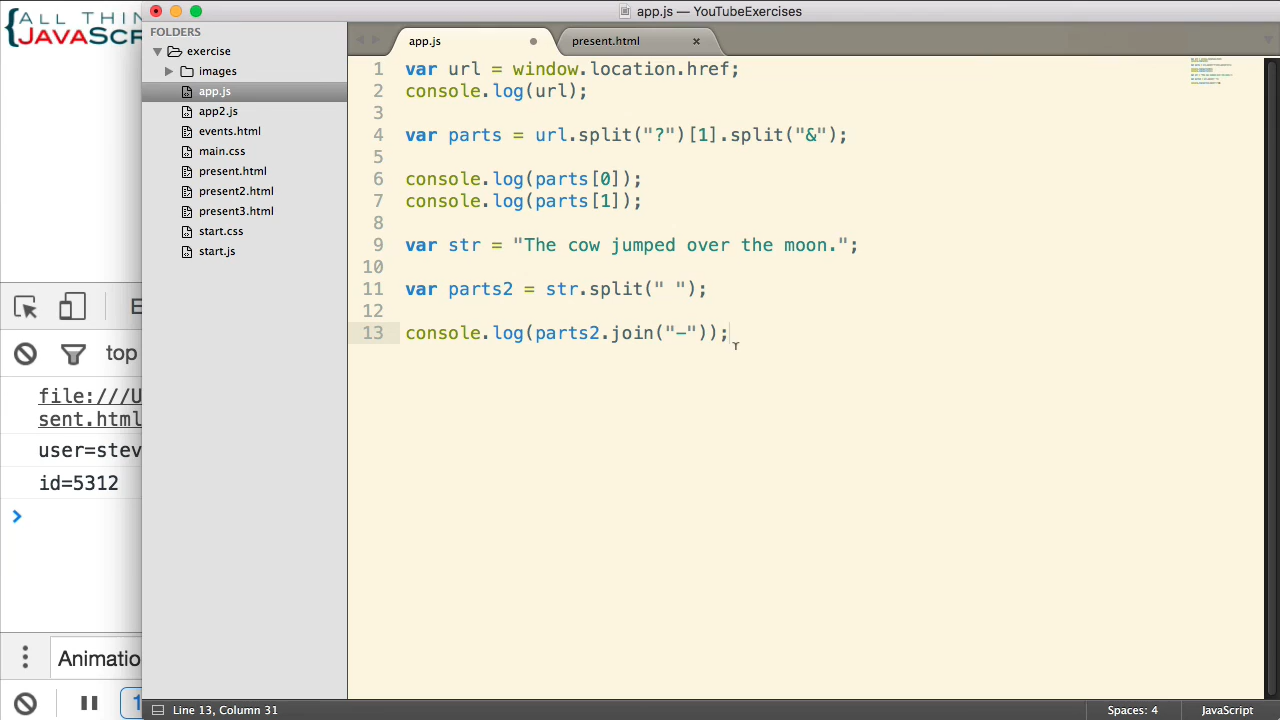 ALL THIN
JAVASCR
app.js — YouTubeExercises
FOLDERS
exercise
images
app.js
app2.js
events.html
main.css
present.html
present2.html
present3.html
start.css
start.js
app.js
present.html
1 var url = window.location.href;
2 console.log(url);
3
4 var parts = url.split("?")[1].split("&");
5
6 console.log(parts[0]);
7 console.log(parts[1]);
8
9 var str = "The cow jumped over the moon.";
10
11 var parts2 = str.split(" ");
12
13 console.log(parts2.join("-"));
top
file:///U
sent.html
user=stev
id=5312
Animatio
Line 13, Column 31
Spaces: 4
JavaScript